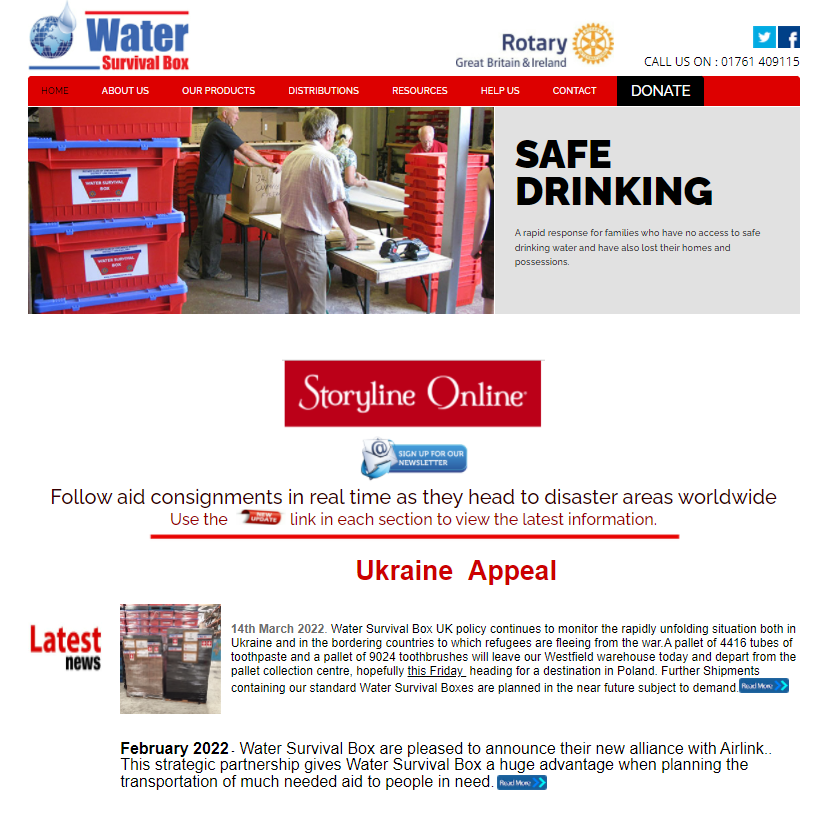 Water
Survival Box
Rotary
Great Britain & Ireland
CALL US ON : 01761 409115
HOME ABOUT US OUR PRODUCTS DISTRIBUTIONS RESOURCES HELP US CONTACT DONATE
WATER SURVIVAL
BOX
WATER SURVIVAL
BOX
SAFE
DRINKING
A rapid response for families who have no access to safe
drinking water and have also lost their homes and
possessions.
Storyline Online
SIGN UP FOR OUR
NEWSLETTER
Follow aid consignments in real time as they head to disaster areas worldwide
Use the NEW UPDATE link in each section to view the latest information.
Ukraine Appeal
Latest
news
14th March 2022. Water Survival Box UK policy continues to monitor the rapidly unfolding situation both in
Ukraine and in the bordering countries to which refugees are fleeing from the war.A pallet of 4416 tubes of
toothpaste and a pallet of 9024 toothbrushes will leave our Westfield warehouse today and depart from the
pallet collection centre, hopefully this Friday heading for a destination in Poland. Further Shipments
containing our standard Water Survival Boxes are planned in the near future subject to demand. Read More
February 2022 - Water Survival Box are pleased to announce their new alliance with Airlink..
This strategic partnership gives Water Survival Box a huge advantage when planning the
transportation of much needed aid to people in need. Read More